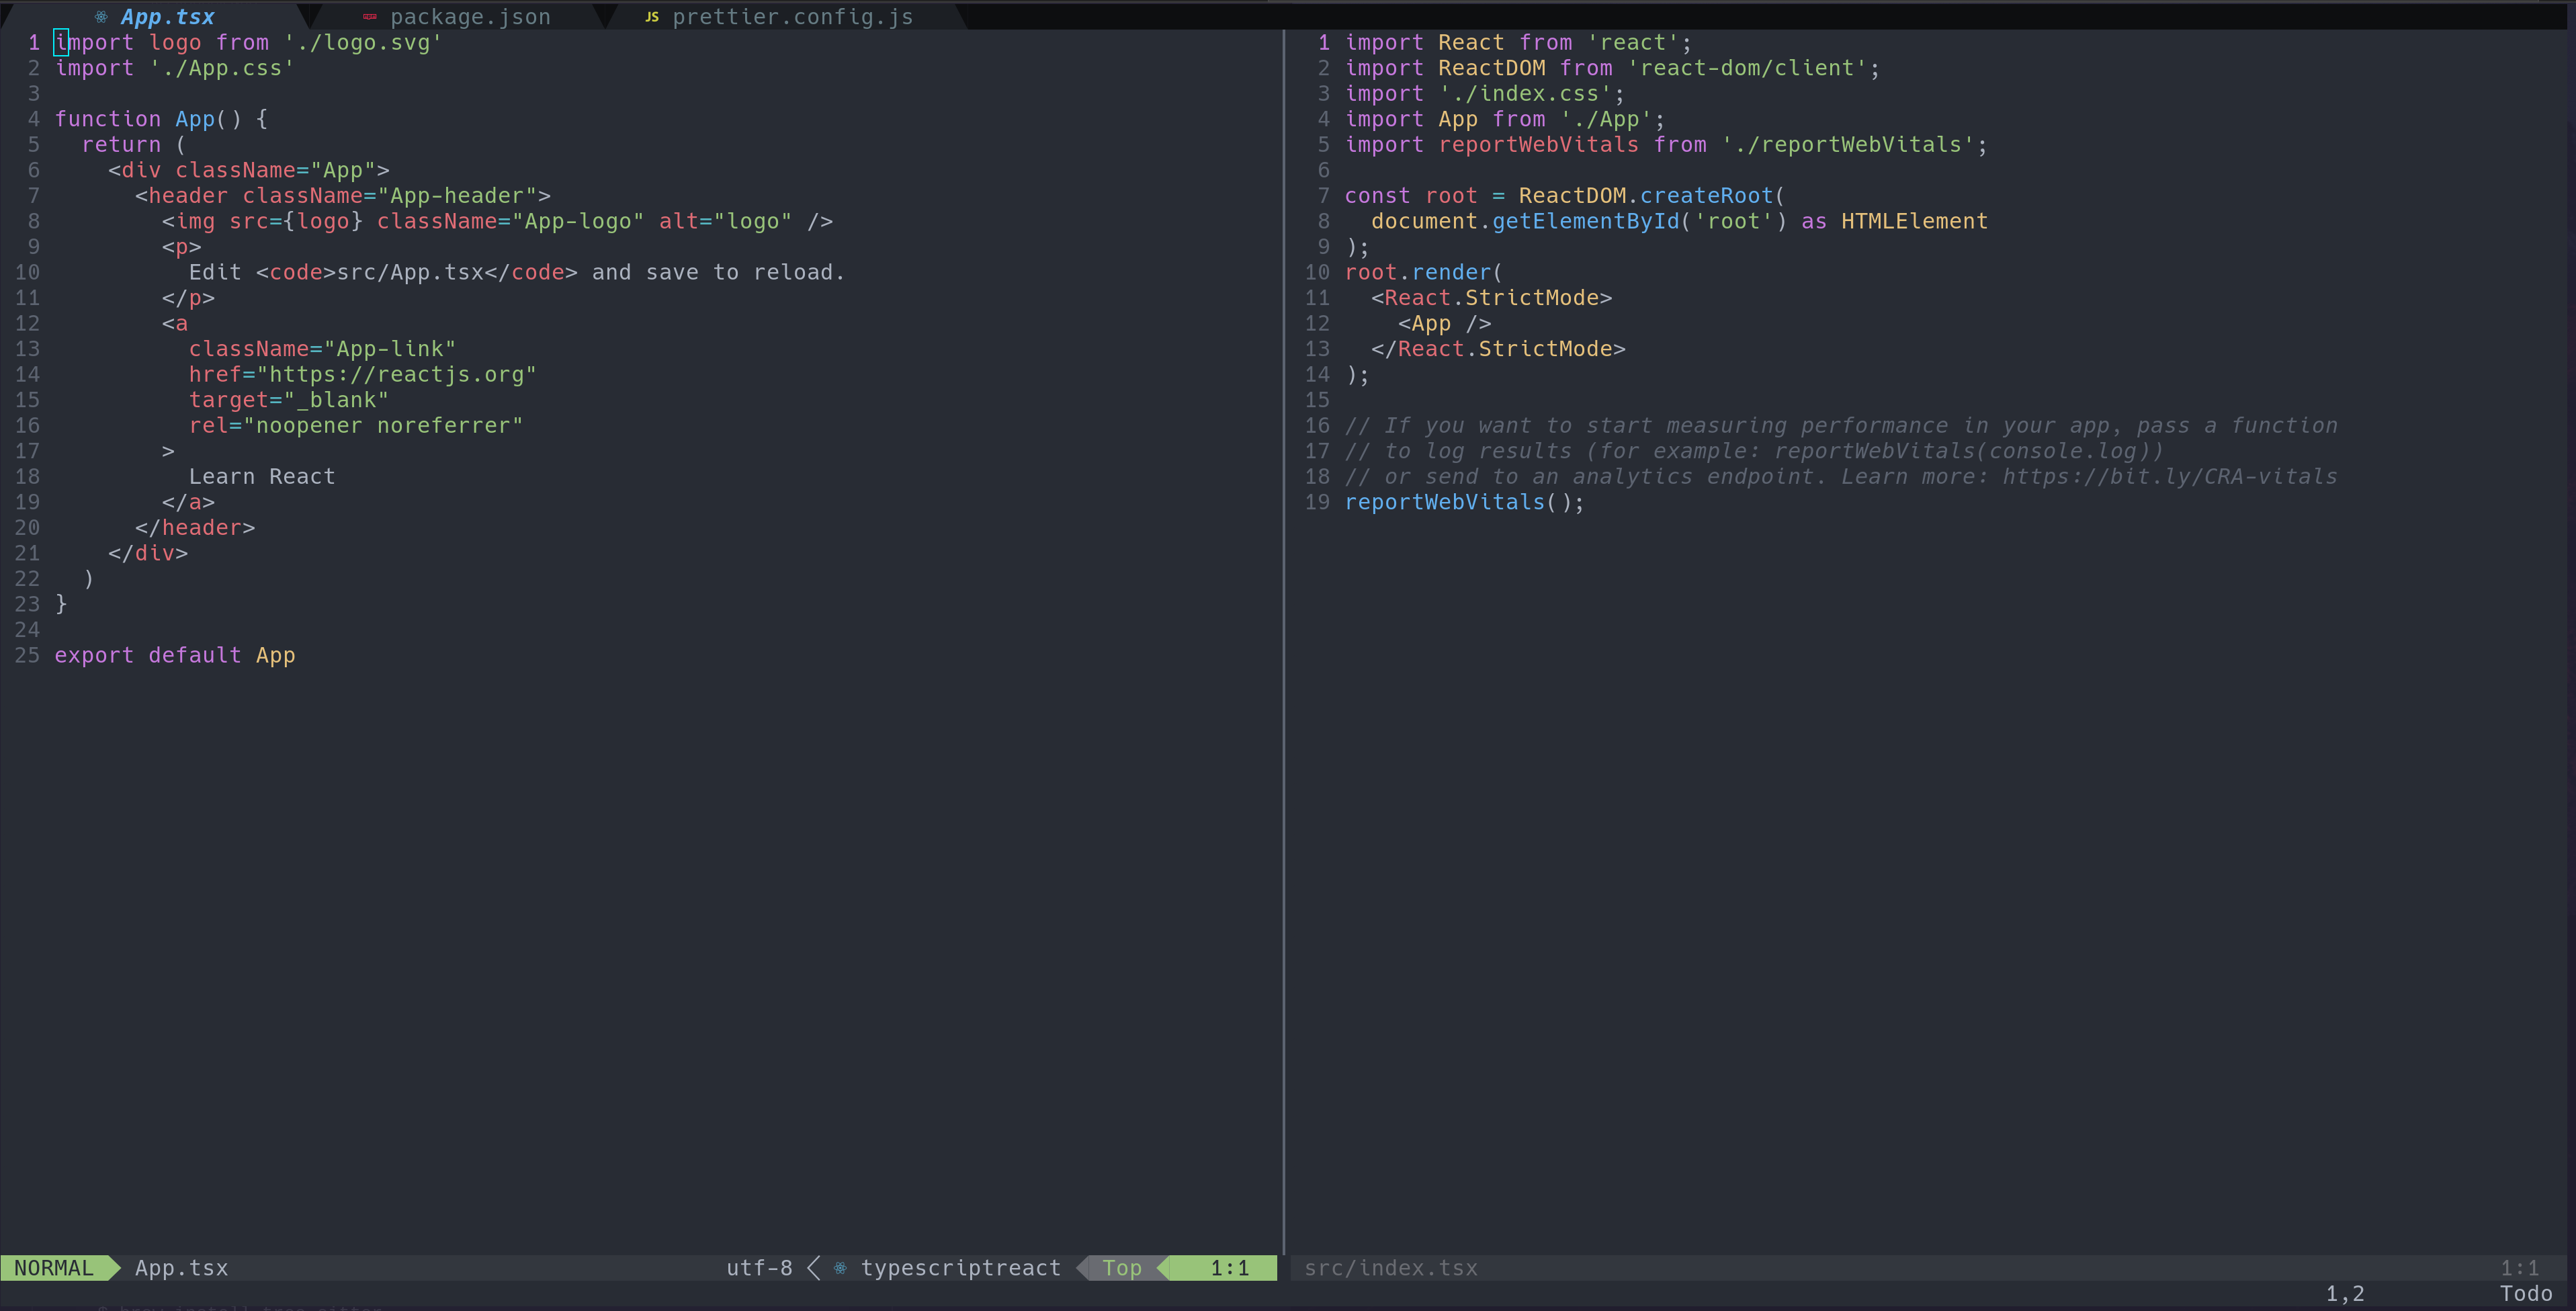 App.tsx package.json JS prettier.config.js
1 import logo from './logo.svg'
2 import './App.css'
3
4 function App() {
5   return (
6     <div className="App">
7       <header className="App-header">
8         <img src={logo} className="App-logo" alt="logo" />
9         <p>
10           Edit <code>src/App.tsx</code> and save to reload.
11         </p>
12         <a
13           className="App-link"
14           href="https://reactjs.org"
15           target="_blank"
16           rel="noopener noreferrer"
17         >
18           Learn React
19         </a>
20       </header>
21     </div>
22   )
23 }
24
25 export default App
1 import React from 'react';
2 import ReactDOM from 'react-dom/client';
3 import './index.css';
4 import App from './App';
5 import reportWebVitals from './reportWebVitals';
6
7 const root = ReactDOM.createRoot(
8   document.getElementById('root') as HTMLElement
9 );
10 root.render(
11   <React.StrictMode>
12     <App />
13   </React.StrictMode>
14 );
15
16 // If you want to start measuring performance in your app, pass a function
17 // to log results (for example: reportWebVitals(console.log))
18 // or send to an analytics endpoint. Learn more: https://bit.ly/CRA-vitals
19 reportWebVitals();
NORMAL App.tsx utf-8 typescriptreact Top 1:1
src/index.tsx 1:1
1,2 Todo